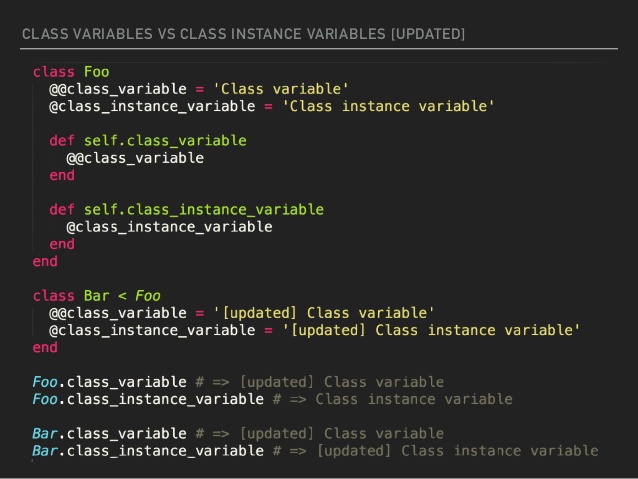 CLASS VARIABLES VS CLASS INSTANCE VARIABLES [UPDATED]
class Foo
  @@class_variable = 'Class variable'
  @class_instance_variable = 'Class instance variable'

  def self.class_variable
    @@class_variable
  end

  def self.class_instance_variable
    @class_instance_variable
  end
end

class Bar < Foo
  @@class_variable = '[updated] Class variable'
  @class_instance_variable = '[updated] Class instance variable'
end

Foo.class_variable # => [updated] Class variable
Foo.class_instance_variable # => Class instance variable

Bar.class_variable # => [updated] Class variable
Bar.class_instance_variable # => [updated] Class instance variable